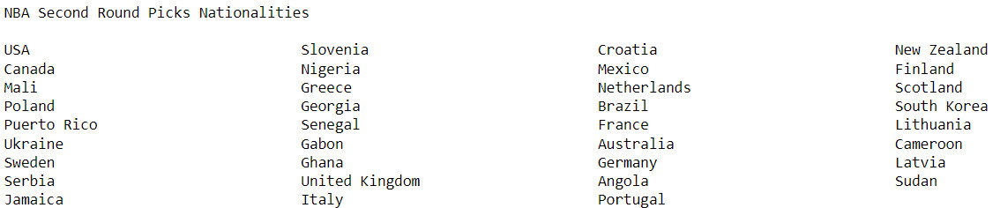 NBA Second Round Picks Nationalities
USA Slovenia Croatia New Zealand
Canada Nigeria Mexico Finland
Mali Greece Netherlands Scotland
Poland Georgia Brazil South Korea
Puerto Rico Senegal France Lithuania
Ukraine Gabon Australia Cameroon
Sweden Ghana Germany Latvia
Serbia United Kingdom Angola Sudan
Jamaica Italy Portugal